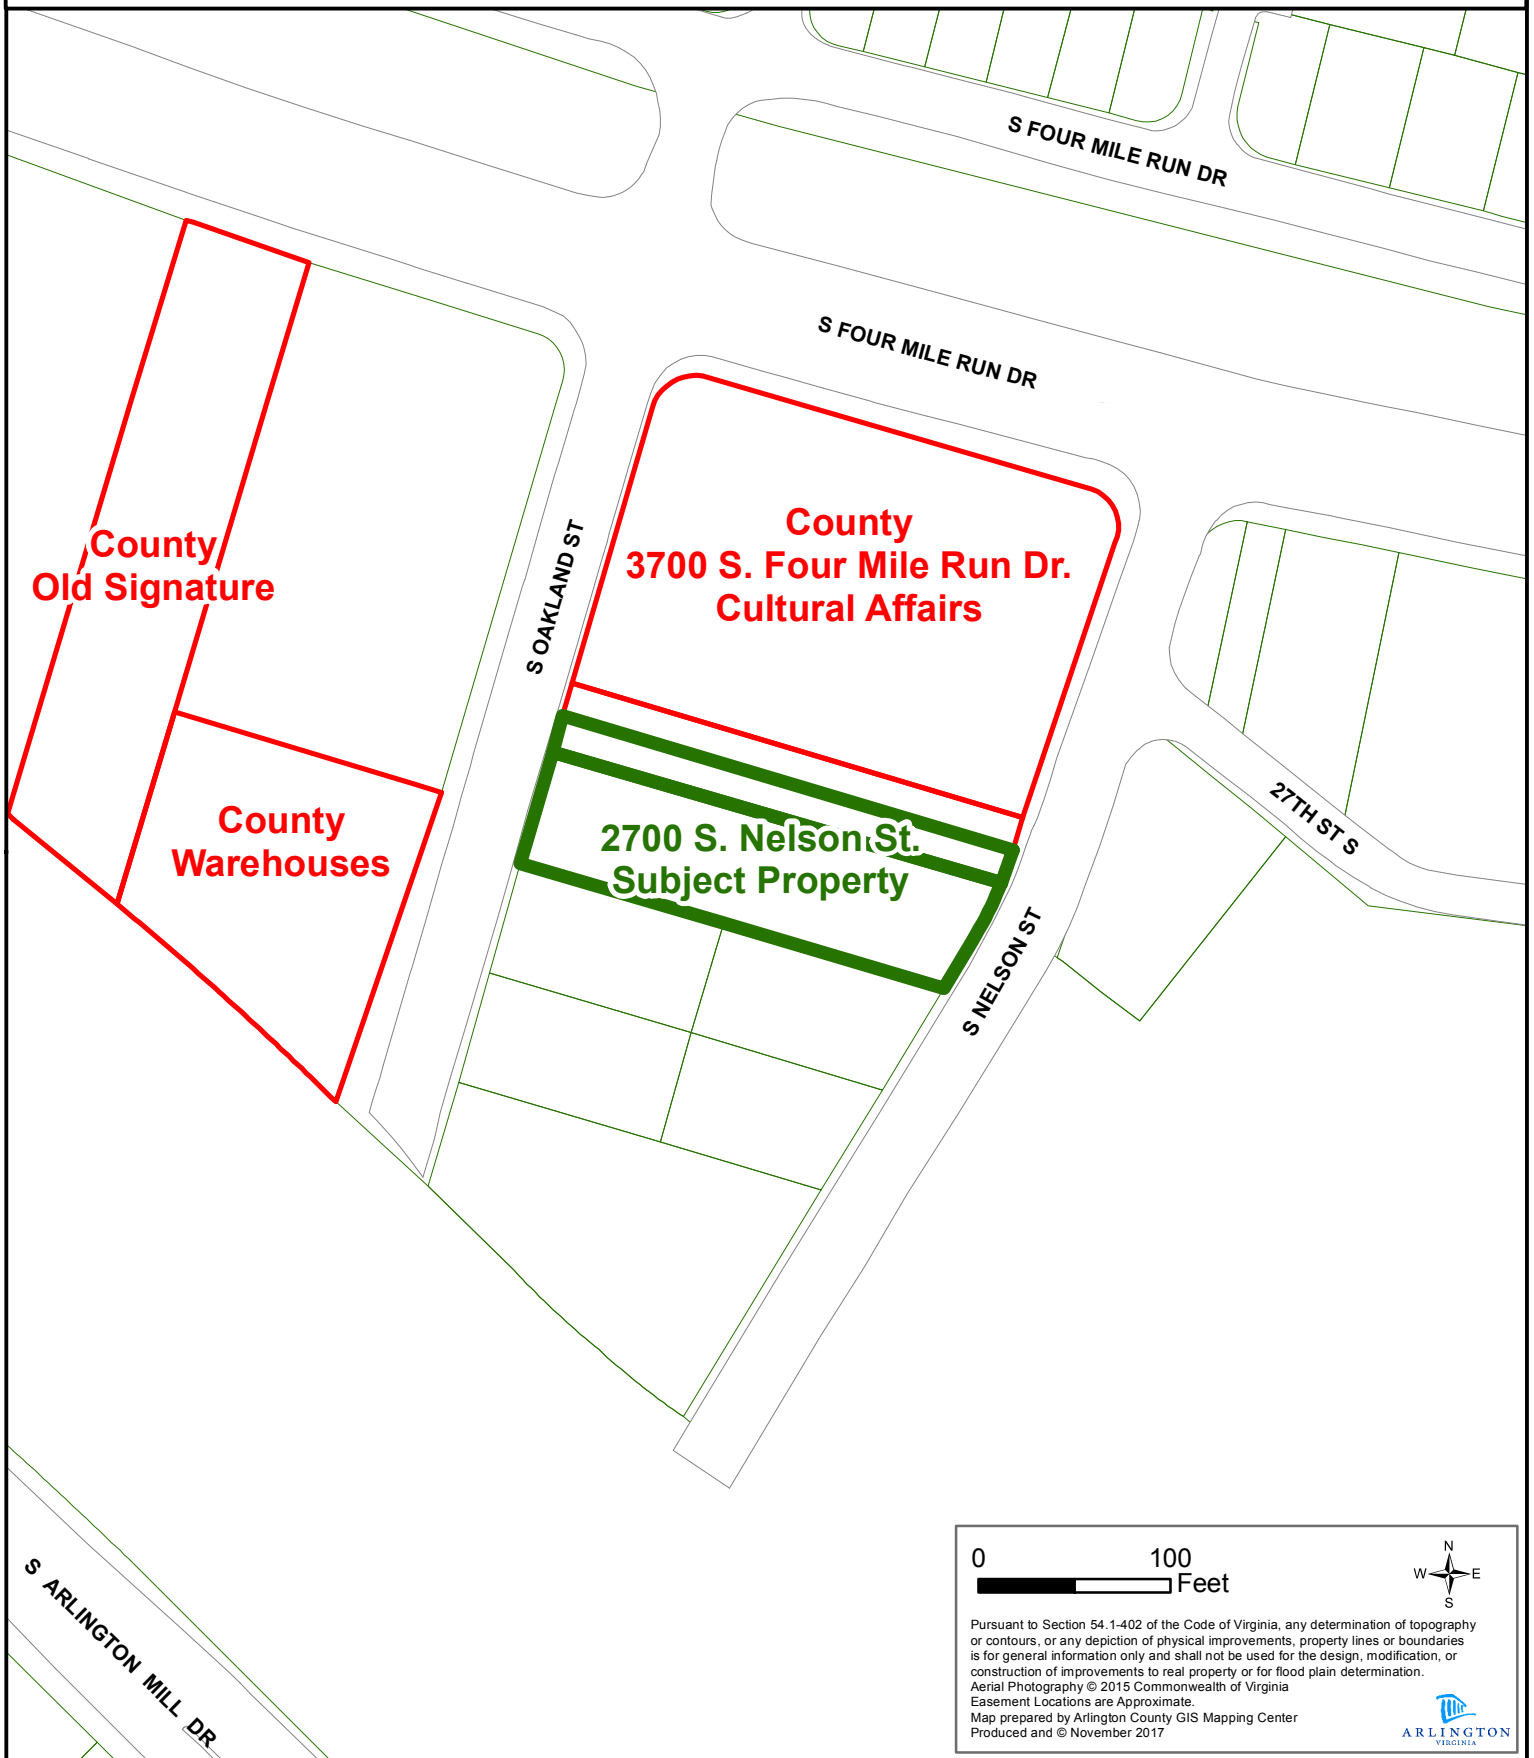 S FOUR MILE RUN DR
S FOUR MILE RUN DR
County
Old Signature
S OAKLAND ST
County
3700 S. Four Mile Run Dr.
Cultural Affairs
County
Warehouses
2700 S. Nelson St.
Subject Property
27TH ST S
S NELSON ST
S ARLINGTON MILL DR
0 100
Feet
N
W E
S
Pursuant to Section 54.1-402 of the Code of Virginia, any determination of topography
or contours, or any depiction of physical improvements, property lines or boundaries
is for general information only and shall not be used for the design, modification, or
construction of improvements to real property or for flood plain determination.
Aerial Photography © 2015 Commonwealth of Virginia
Easement Locations are Approximate.
Map prepared by Arlington County GIS Mapping Center
Produced and © November 2017
ARLINGTON
VIRGINIA